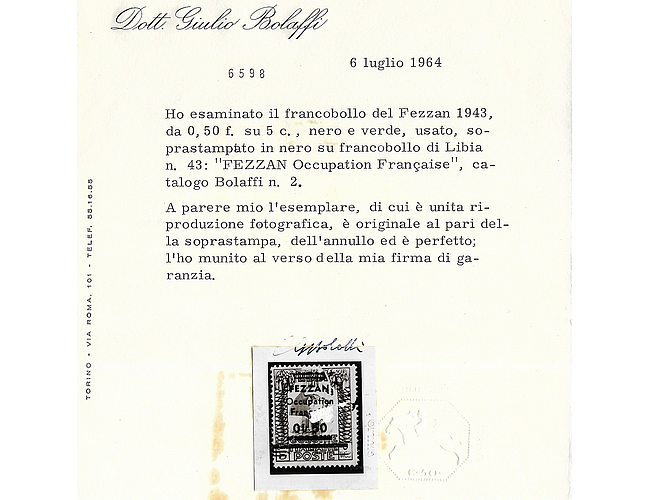 Dott. Giulio Bolaffi
6598
6 luglio 1964
Ho esaminato il francobollo del Fezzan 1943,
da 0,50 f. su 5 c., nero e verde, usato, so-
prastampato in nero su francobollo di Libia
n. 43: "FEZZAN Occupation Française", ca-
talogo Bolaffi n. 2.
A parere mio l'esemplare, di cui è unita ri-
produzione fotografica, è originale al pari del-
la soprastampa, dell'annullo ed è perfetto;
l'ho munito al verso della mia firma di ga-
ranzia.
TORINO • VIA ROMA, 101 - TELEF. 55.16.55
FEZZAN
Occupation
0f.50
POSTE